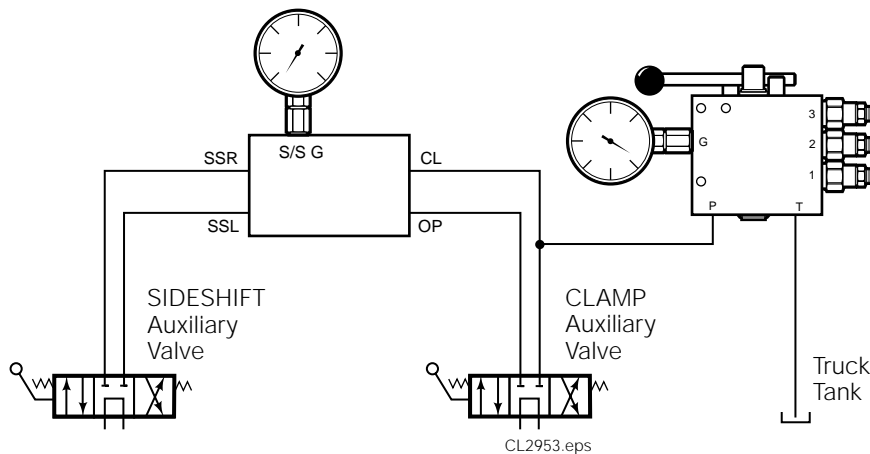 3
2
1
G
P
T
SSR
S/S G
CL
SSL
OP
SIDESHIFT
Auxiliary
Valve
CLAMP
Auxiliary
Valve
Truck
Tank
CL2953.eps